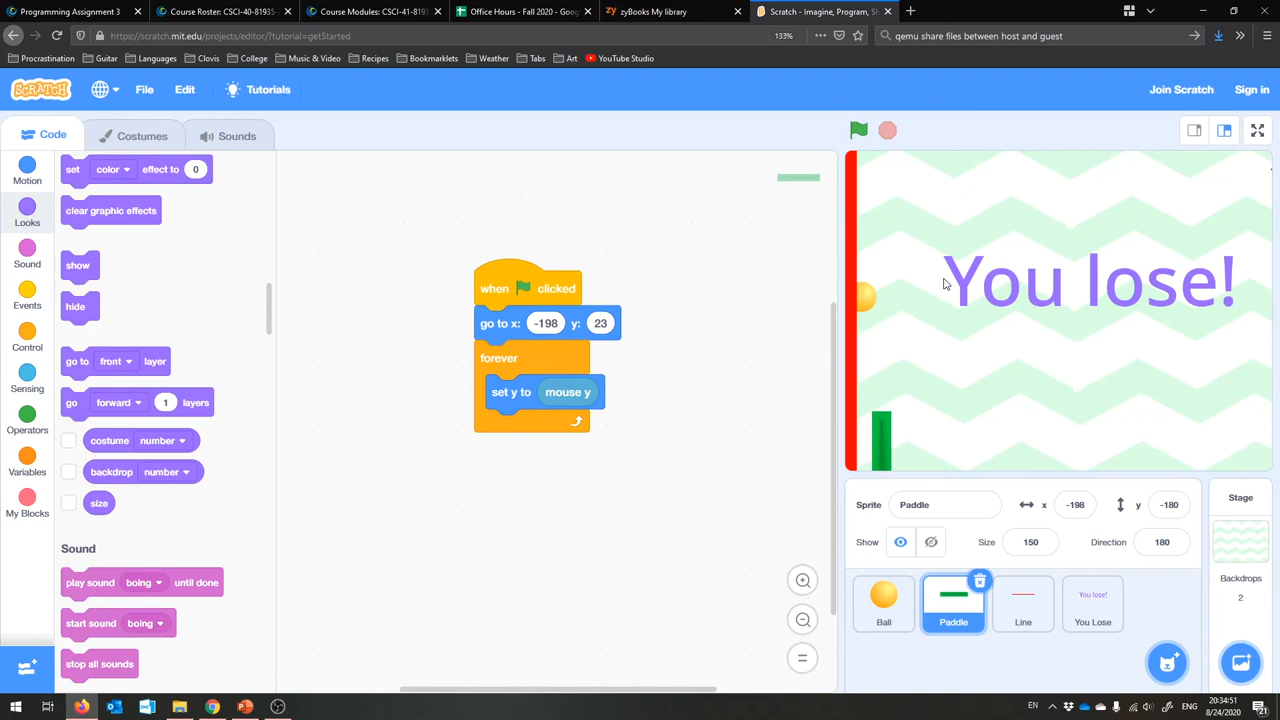 Programming Assignment 3
Course Roster: CSCI-40-81935-
Course Modules: CSCI-41-8193
Office Hours - Fall 2020 - Goog
zy zyBooks My library
Scratch - Imagine, Program, Sh
https://scratch.mit.edu/projects/editor/?tutorial=getStarted
133%
qemu share files between host and guest
Procrastination
Guitar
Languages
Clovis
College
Music & Video
Recipes
Bookmarklets
Weather
Tabs
Art
YouTube Studio
SCRATCH
File
Edit
Tutorials
Join Scratch
Sign in
Code
Costumes
Sounds
Motion
Looks
Sound
Events
Control
Sensing
Operators
Variables
My Blocks
set color effect to 0
clear graphic effects
show
hide
go to front layer
go forward 1 layers
costume number
backdrop number
size
Sound
play sound boing until done
start sound boing
stop all sounds
when clicked
go to x: -198 y: 23
forever
set y to mouse y
You lose!
Sprite Paddle x -198 y -180
Show Size 150 Direction 180
Ball
Paddle
Line
You lose!
You Lose
Stage
Backdrops
2
EN
ENG
20:34:51
8/24/2020
21